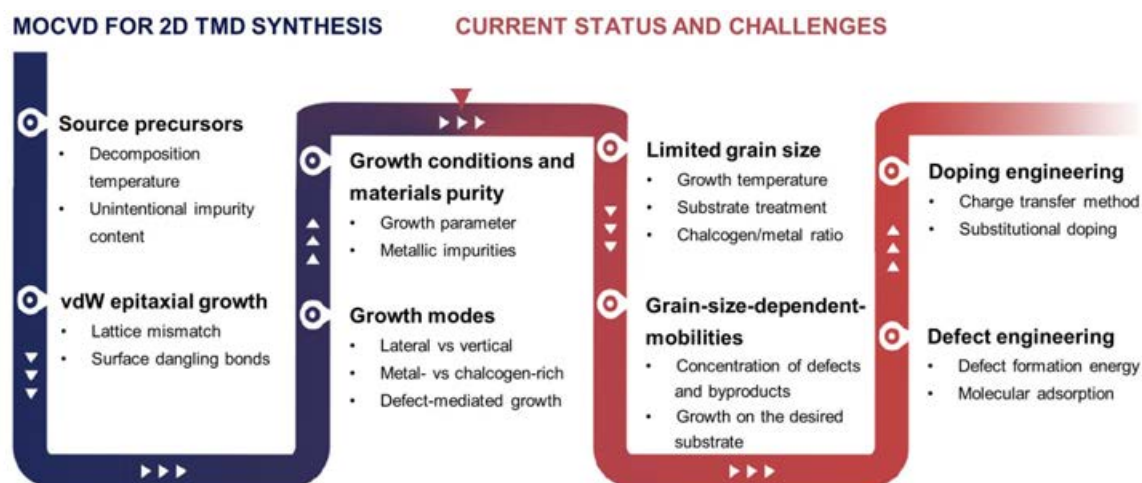 MOCVD FOR 2D TMD SYNTHESIS
CURRENT STATUS AND CHALLENGES
Source precursors
• Decomposition
temperature
• Unintentional impurity
content
vdW epitaxial growth
• Lattice mismatch
• Surface dangling bonds
Growth conditions and
materials purity
• Growth parameter
• Metallic impurities
Growth modes
• Lateral vs vertical
• Metal- vs chalcogen-rich
• Defect-mediated growth
Limited grain size
• Growth temperature
• Substrate treatment
• Chalcogen/metal ratio
Grain-size-dependent-
mobilities
• Concentration of defects
and byproducts
• Growth on the desired
substrate
Doping engineering
• Charge transfer method
• Substitutional doping
Defect engineering
• Defect formation energy
• Molecular adsorption